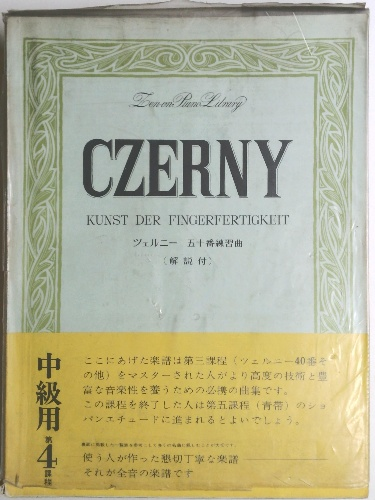 Zen-on Piano Library
CZERNY
KUNST DER FINGERFERTIGKEIT
ツェルニー 五十番練習曲
(解説付)
中級用
第4課程
ここにあげた楽譜は第三課程(ツェルニー40番その
他)をマスターされた人がより高度の技術と豊
富な音楽性を養うための必携の曲集です。
この課程を終了した人は第五課程(青帯)のショ
パンエチュードに進まれるとよいでしょう。
使う人が作った懇切丁寧な楽譜
それが全音の楽譜です